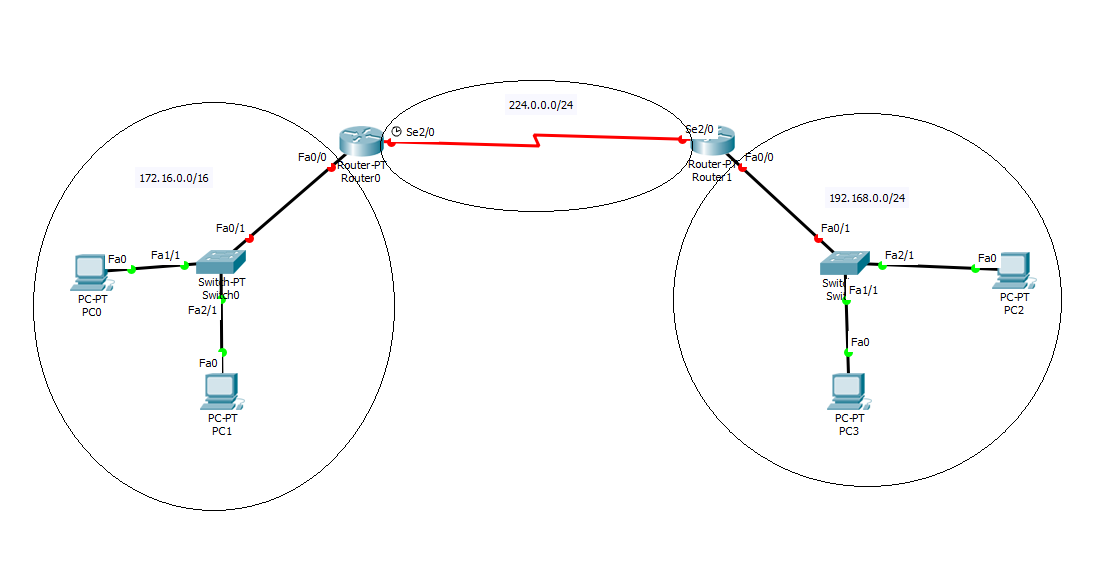 224.0.0.0/24
Se2/0
Se2/0
Fa0/0
Router-PT
Router0
Router-PT
Router1
Fa0/0
172.16.0.0/16
192.168.0.0/24
Fa0/1
Fa0/1
Fa0
Fa1/1
Switch-PT
Switch0
PC-PT
PC0
Fa2/1
Fa2/1
Fa0
Fa1/1
PC-PT
PC2
Fa0
PC-PT
PC1
Fa0
PC-PT
PC3